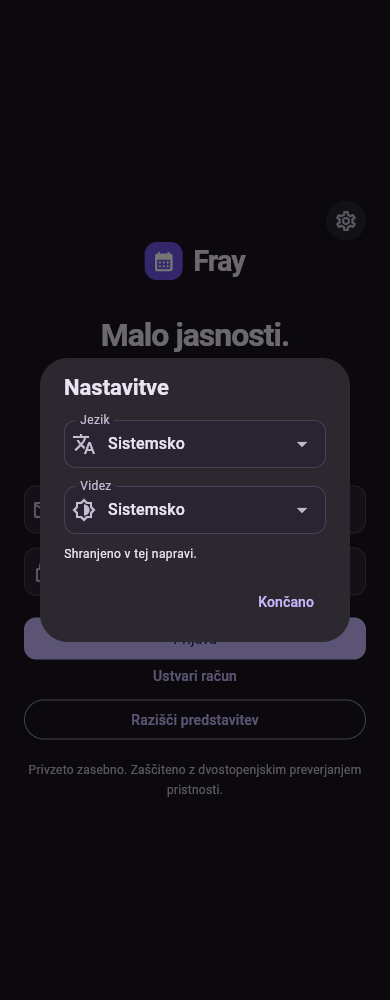 Fray
Malo jasnosti.
Nastavitve
Jezik
Sistemsko
Videz
Sistemsko
Shranjeno v tej napravi.
Končano
Ustvari račun
Razišči predstavitev
Privzeto zasebno. Zaščiteno z dvostopenjskim preverjanjem
pristnosti.